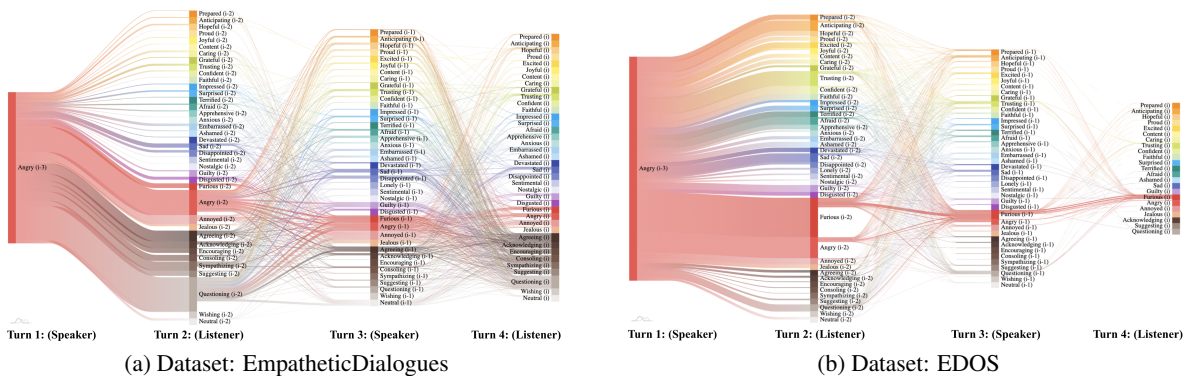 Angry (i-3)
Prepared (i-2)
Anticipating (i-2)
Hopeful (i-2)
Proud (i-2)
Joyful (i-2)
Content (i-2)
Caring (i-2)
Grateful (i-2)
Trusting (i-2)
Confident (i-2)
Faithful (i-2)
Impressed (i-2)
Surprised (i-2)
Terrified (i-2)
Afraid (i-2)
Apprehensive (i-2)
Anxious (i-2)
Embarrassed (i-2)
Ashamed (i-2)
Devastated (i-2)
Sad (i-2)
Disappointed (i-2)
Sentimental (i-2)
Nostalgic (i-2)
Guilty (i-2)
Disgusted (i-2)
Furious (i-2)
Angry (i-2)
Annoyed (i-2)
Jealous (i-2)
Agreeing (i-2)
Acknowledging (i-2)
Encouraging (i-2)
Consoling (i-2)
Sympathizing (i-2)
Suggesting (i-2)
Questioning (i-2)
Wishing (i-2)
Neutral (i-2)
Prepared (i-1)
Anticipating (i-1)
Hopeful (i-1)
Proud (i-1)
Excited (i-1)
Joyful (i-1)
Content (i-1)
Caring (i-1)
Grateful (i-1)
Trusting (i-1)
Confident (i-1)
Faithful (i-1)
Impressed (i-1)
Surprised (i-1)
Terrified (i-1)
Afraid (i-1)
Apprehensive (i-1)
Anxious (i-1)
Embarrassed (i-1)
Ashamed (i-1)
Devastated (i-1)
Sad (i-1)
Disappointed (i-1)
Lonely (i-1)
Sentimental (i-1)
Nostalgic (i-1)
Guilty (i-1)
Disgusted (i-1)
Furious (i-1)
Angry (i-1)
Annoyed (i-1)
Jealous (i-1)
Agreeing (i-1)
Acknowledging (i-1)
Encouraging (i-1)
Consoling (i-1)
Sympathizing (i-1)
Suggesting (i-1)
Questioning (i-1)
Wishing (i-1)
Neutral (i-1)
Prepared (i)
Anticipating (i)
Hopeful (i)
Proud (i)
Excited (i)
Joyful (i)
Content (i)
Caring (i)
Grateful (i)
Trusting (i)
Confident (i)
Faithful (i)
Impressed (i)
Surprised (i)
Afraid (i)
Apprehensive (i)
Anxious (i)
Embarrassed (i)
Ashamed (i)
Devastated (i)
Sad (i)
Disappointed (i)
Sentimental (i)
Nostalgic (i)
Guilty (i)
Disgusted (i)
Furious (i)
Angry (i)
Annoyed (i)
Jealous (i)
Agreeing (i)
Acknowledging (i)
Encouraging (i)
Consoling (i)
Sympathizing (i)
Suggesting (i)
Questioning (i)
Wishing (i)
Neutral (i)
Turn 1: (Speaker)
Turn 2: (Listener)
Turn 3: (Speaker)
Turn 4: (Listener)
(a) Dataset: EmpatheticDialogues
Angry (i-3)
Prepared (i-2)
Anticipating (i-2)
Hopeful (i-2)
Proud (i-2)
Excited (i-2)
Joyful (i-2)
Content (i-2)
Caring (i-2)
Grateful (i-2)
Trusting (i-2)
Confident (i-2)
Faithful (i-2)
Impressed (i-2)
Surprised (i-2)
Terrified (i-2)
Afraid (i-2)
Apprehensive (i-2)
Anxious (i-2)
Embarrassed (i-2)
Ashamed (i-2)
Devastated (i-2)
Sad (i-2)
Disappointed (i-2)
Lonely (i-2)
Sentimental (i-2)
Nostalgic (i-2)
Guilty (i-2)
Disgusted (i-2)
Furious (i-2)
Angry (i-2)
Annoyed (i-2)
Jealous (i-2)
Agreeing (i-2)
Acknowledging (i-2)
Encouraging (i-2)
Consoling (i-2)
Sympathizing (i-2)
Suggesting (i-2)
Questioning (i-2)
Wishing (i-2)
Neutral (i-2)
Prepared (i-1)
Anticipating (i-1)
Hopeful (i-1)
Proud (i-1)
Excited (i-1)
Joyful (i-1)
Content (i-1)
Caring (i-1)
Grateful (i-1)
Trusting (i-1)
Confident (i-1)
Faithful (i-1)
Impressed (i-1)
Surprised (i-1)
Terrified (i-1)
Afraid (i-1)
Apprehensive (i-1)
Anxious (i-1)
Embarrassed (i-1)
Ashamed (i-1)
Devastated (i-1)
Sad (i-1)
Disappointed (i-1)
Lonely (i-1)
Sentimental (i-1)
Nostalgic (i-1)
Guilty (i-1)
Disgusted (i-1)
Furious (i-1)
Angry (i-1)
Annoyed (i-1)
Jealous (i-1)
Agreeing (i-1)
Acknowledging (i-1)
Encouraging (i-1)
Consoling (i-1)
Sympathizing (i-1)
Suggesting (i-1)
Questioning (i-1)
Wishing (i-1)
Neutral (i-1)
Prepared (i)
Anticipating (i)
Hopeful (i)
Proud (i)
Excited (i)
Content (i)
Caring (i)
Trusting (i)
Confident (i)
Faithful (i)
Surprised (i)
Terrified (i)
Afraid (i)
Ashamed (i)
Sad (i)
Guilty (i)
Furious (i)
Angry (i)
Annoyed (i)
Jealous (i)
Acknowledging (i)
Suggesting (i)
Questioning (i)
Turn 1: (Speaker)
Turn 2: (Listener)
Turn 3: (Speaker)
Turn 4: (Listener)
(b) Dataset: EDOS